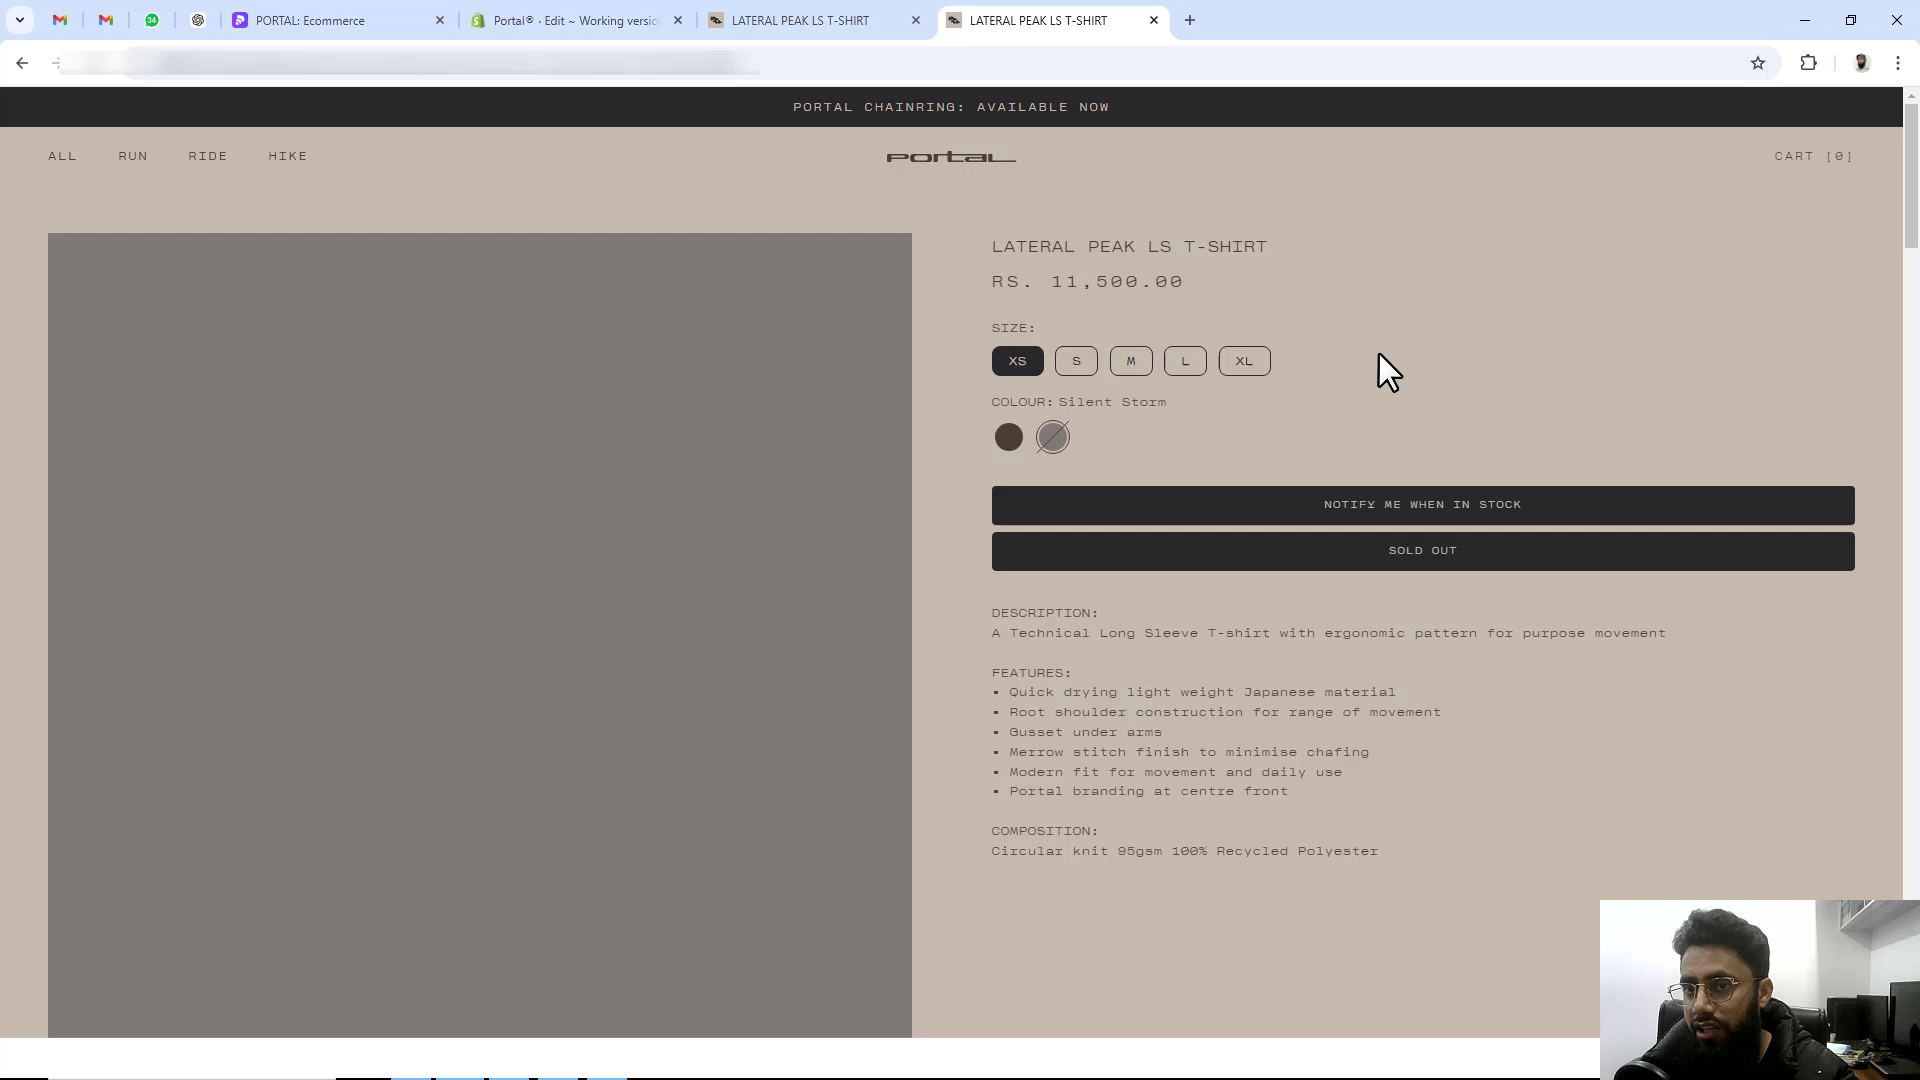 34
PORTAL: Ecommerce
Portal® · Edit ~ Working versio
LATERAL PEAK LS T-SHIRT
LATERAL PEAK LS T-SHIRT
PORTAL CHAINRING: AVAILABLE NOW
ALL
RUN
RIDE
HIKE
PORTAL
CART [0]
LATERAL PEAK LS T-SHIRT
RS. 11,500.00
SIZE:
XS
S
M
L
XL
COLOUR: Silent Storm
NOTIFY ME WHEN IN STOCK
SOLD OUT
DESCRIPTION:
A Technical Long Sleeve T-shirt with ergonomic pattern for purpose movement
FEATURES:
▪ Quick drying light weight Japanese material
▪ Root shoulder construction for range of movement
▪ Gusset under arms
▪ Merrow stitch finish to minimise chafing
▪ Modern fit for movement and daily use
▪ Portal branding at centre front
COMPOSITION:
Circular knit 95gsm 100% Recycled Polyester